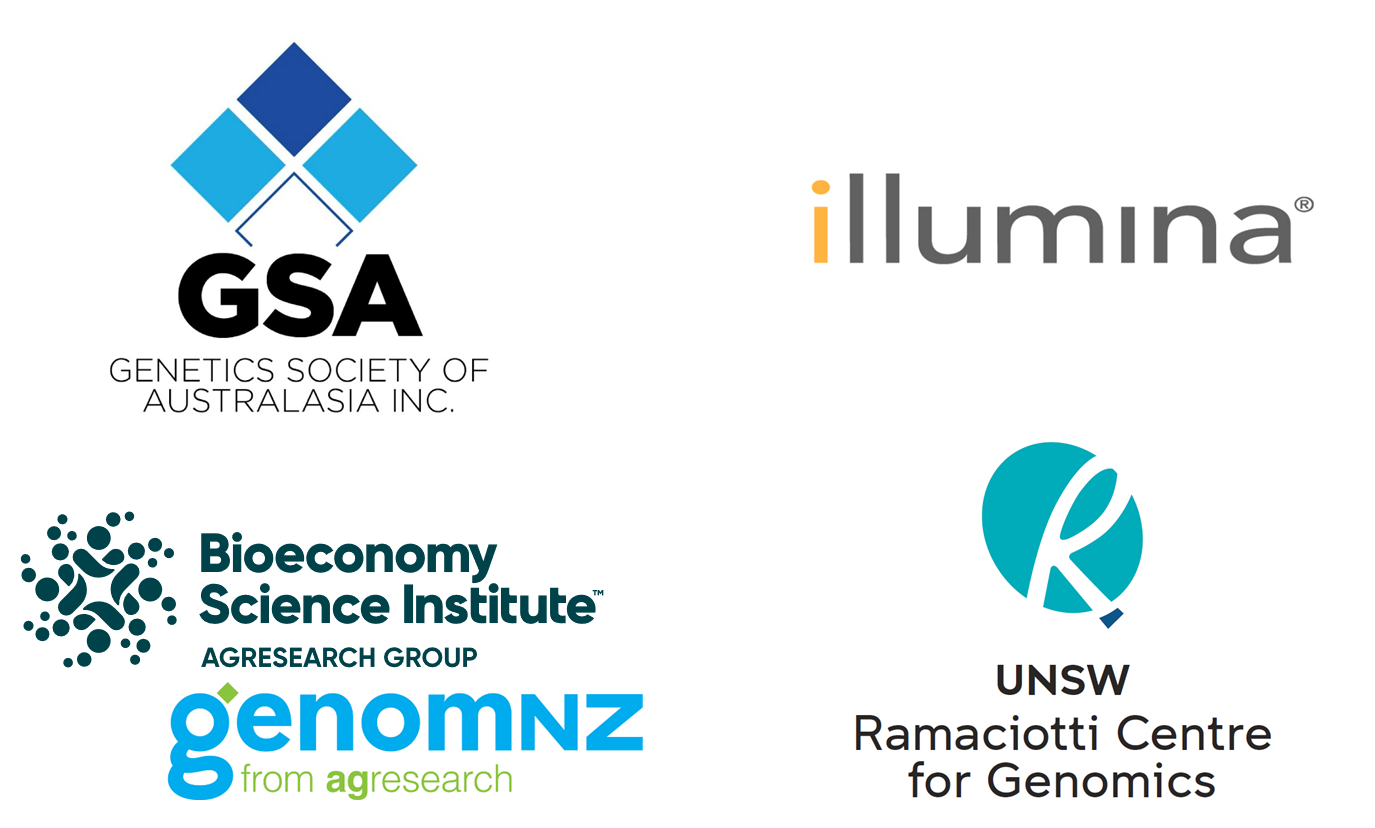 GSA
GENETICS SOCIETY OF
AUSTRALASIA INC.
illumina®
Bioeconomy
Science Institute™
AGRESEARCH GROUP
genomNZ
from agresearch
R
UNSW
Ramaciotti Centre
for Genomics